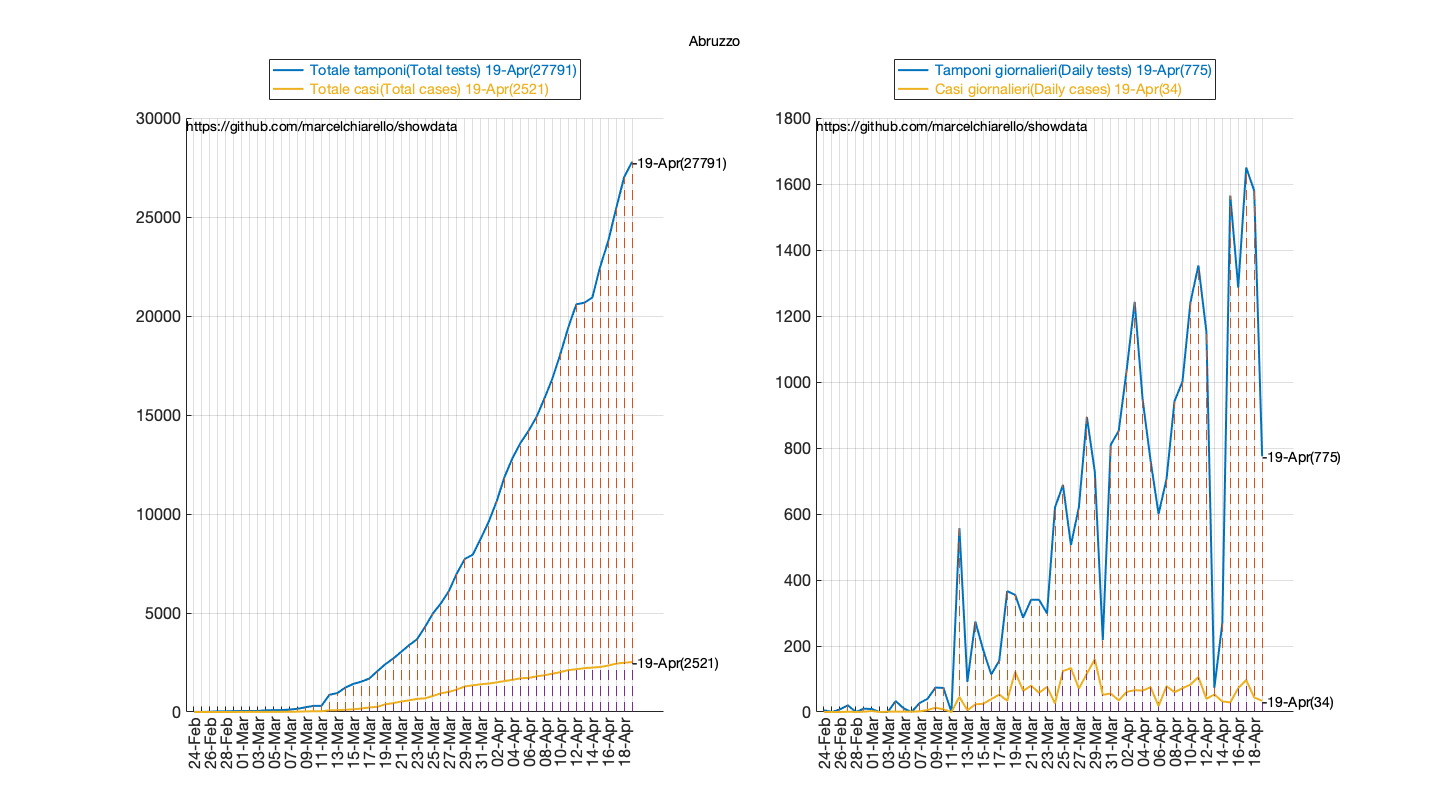 Abruzzo
Totale tamponi(Total tests) 19-Apr(27791)
Totale casi(Total cases) 19-Apr(2521)
https://github.com/marcelchiarello/showdata
30000
25000
20000
15000
10000
5000
0
19-Apr(27791)
19-Apr(2521)
24-Feb
26-Feb
28-Feb
01-Mar
03-Mar
05-Mar
07-Mar
09-Mar
11-Mar
13-Mar
15-Mar
17-Mar
19-Mar
21-Mar
23-Mar
25-Mar
27-Mar
29-Mar
31-Mar
02-Apr
04-Apr
06-Apr
08-Apr
10-Apr
12-Apr
14-Apr
16-Apr
18-Apr
Tamponi giornalieri(Daily tests) 19-Apr(775)
Casi giornalieri(Daily cases) 19-Apr(34)
https://github.com/marcelchiarello/showdata
1800
1600
1400
1200
1000
800
600
400
200
0
19-Apr(775)
19-Apr(34)
24-Feb
26-Feb
28-Feb
01-Mar
03-Mar
05-Mar
07-Mar
09-Mar
11-Mar
13-Mar
15-Mar
17-Mar
19-Mar
21-Mar
23-Mar
25-Mar
27-Mar
29-Mar
31-Mar
02-Apr
04-Apr
06-Apr
08-Apr
10-Apr
12-Apr
14-Apr
16-Apr
18-Apr